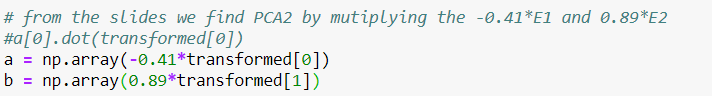 # from the slides we find PCA2 by mutiplying the -0.41*E1 and 0.89*E2
#a[0].dot(transformed[0])
a = np.array(-0.41*transformed[0])
b = np.array(0.89*transformed[1])